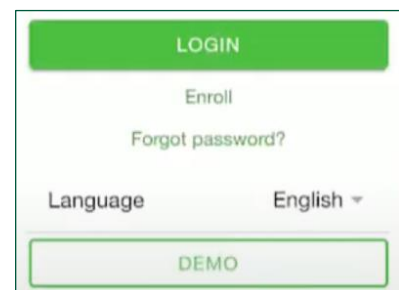 LOGIN
Enroll
Forgot password?
Language English
DEMO